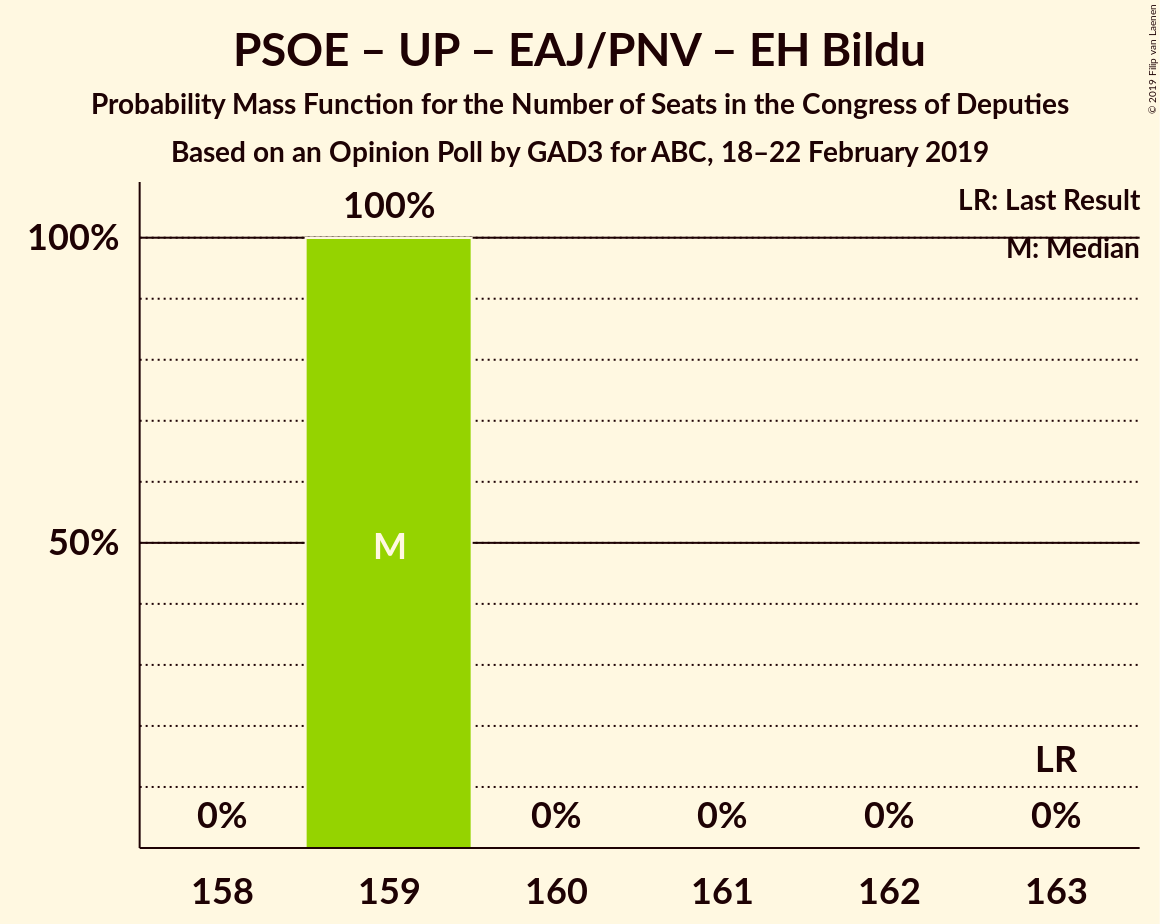 PSOE – UP – EAJ/PNV – EH Bildu
Probability Mass Function for the Number of Seats in the Congress of Deputies
Based on an Opinion Poll by GAD3 for ABC, 18–22 February 2019
© 2019 Filip van Laenen
LR: Last Result
M: Median
100%
100%
50%
M
LR
0%
0%
0%
0%
0%
158
159
160
161
162
163